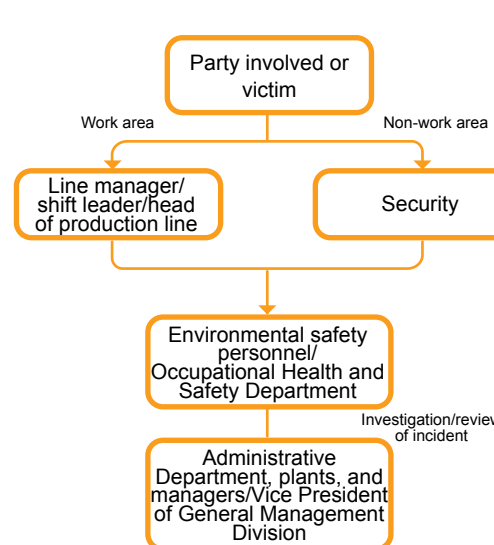 Party involved or
victim
Work area
Non-work area
Line manager/
shift leader/head
of production line
Security
Environmental safety
personnel/
Occupational Health and
Safety Department
Investigation/review
of incident
Administrative
Department, plants, and
managers/Vice President
of General Management
Division